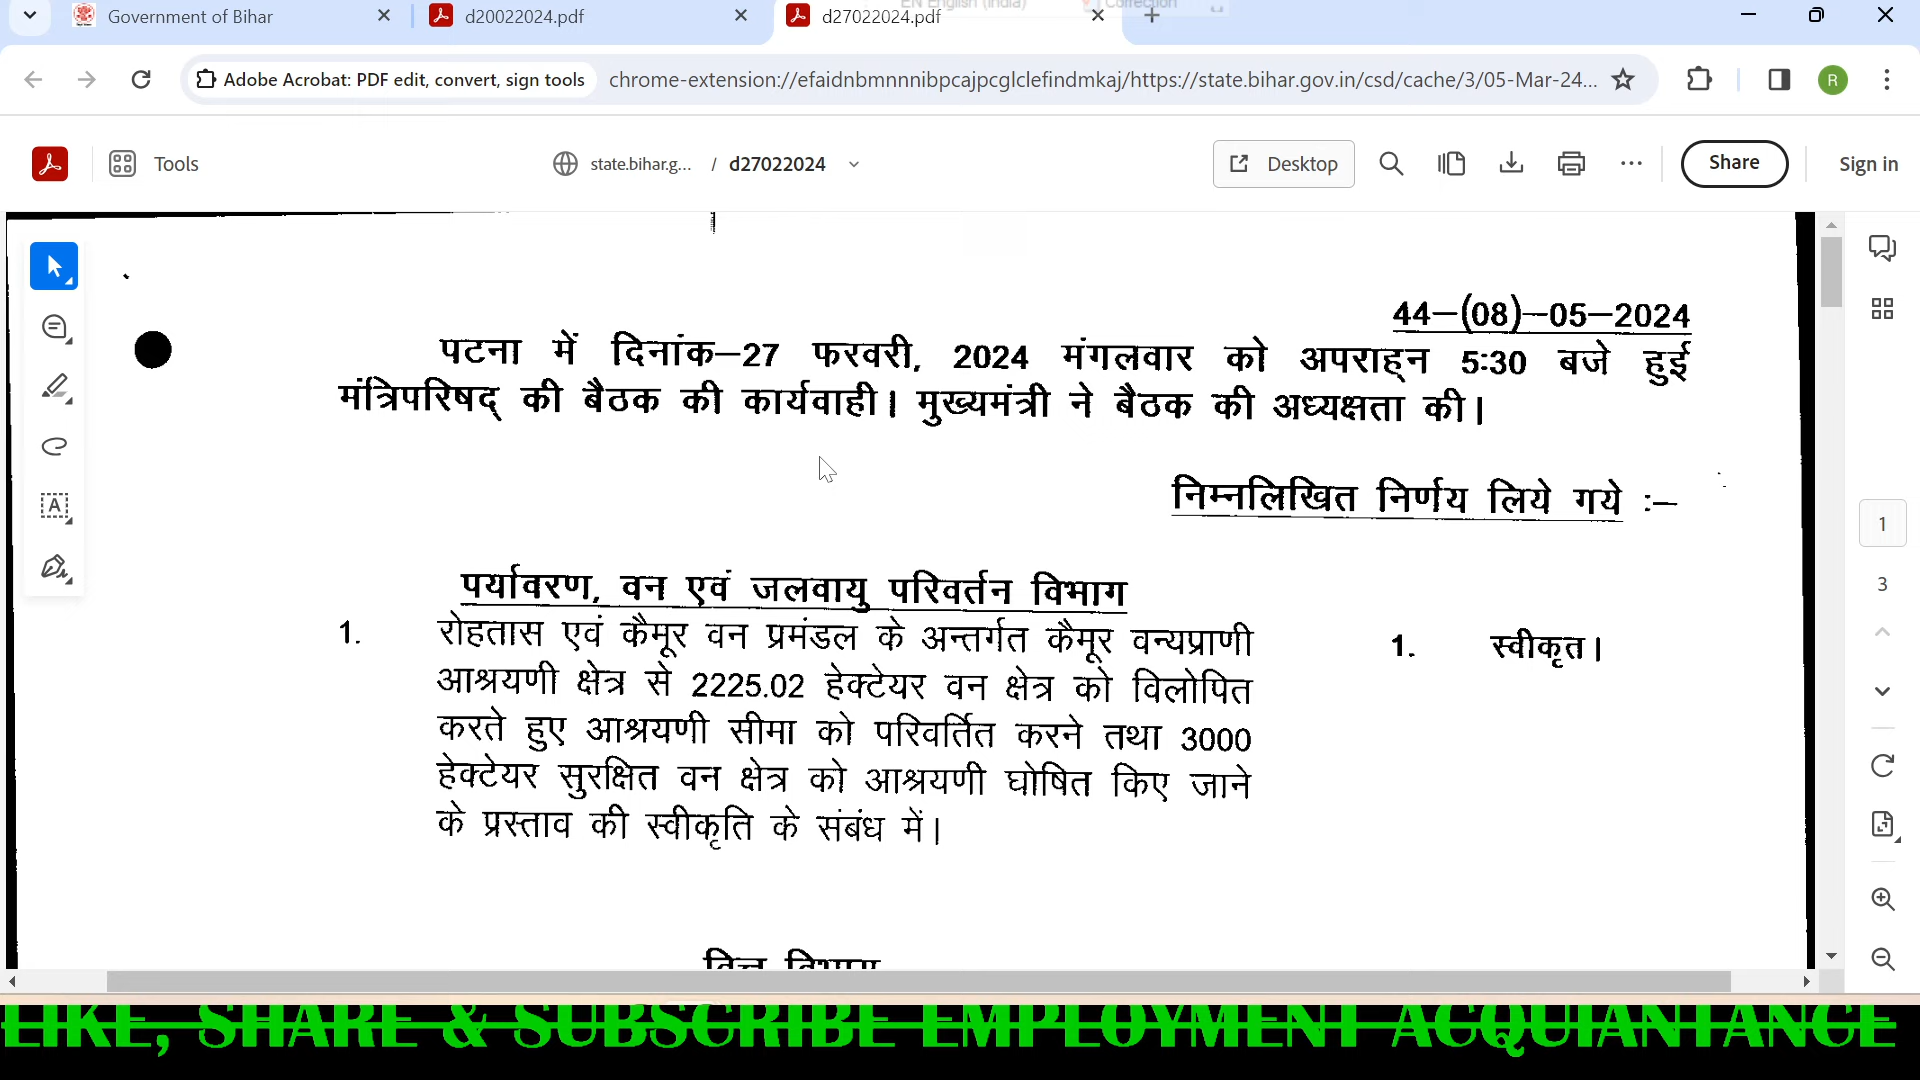 Government of Bihar
d20022024.pdf
d27022024.pdf
EN English (India)
Correction
Adobe Acrobat: PDF edit, convert, sign tools
chrome-extension://efaidnbmnnnibpcajpcglclefindmkaj/https://state.bihar.gov.in/csd/cache/3/05-Mar-24...
R
Tools
state.bihar.g... / d27022024
Desktop
Share
Sign in
44–(08)–05–2024
पटना में दिनांक–27 फरवरी, 2024 मंगलवार को अपराह्न 5:30 बजे हुई
मंत्रिपरिषद् की बैठक की कार्यवाही। मुख्यमंत्री ने बैठक की अध्यक्षता की।
निम्नलिखित निर्णय लिये गये :–
पर्यावरण, वन एवं जलवायु परिवर्तन विभाग
1. रोहतास एवं कैमूर वन प्रमंडल के अन्तर्गत कैमूर वन्यप्राणी 1. स्वीकृत।
आश्रयणी क्षेत्र से 2225.02 हेक्टेयर वन क्षेत्र को विलोपित
करते हुए आश्रयणी सीमा को परिवर्तित करने तथा 3000
हेक्टेयर सुरक्षित वन क्षेत्र को आश्रयणी घोषित किए जाने
के प्रस्ताव की स्वीकृति के संबंध में।
वित्त विभाग
1
3
LIKE, SHARE & SUBSCRIBE EMPLOYMENT ACQUIANTANCE